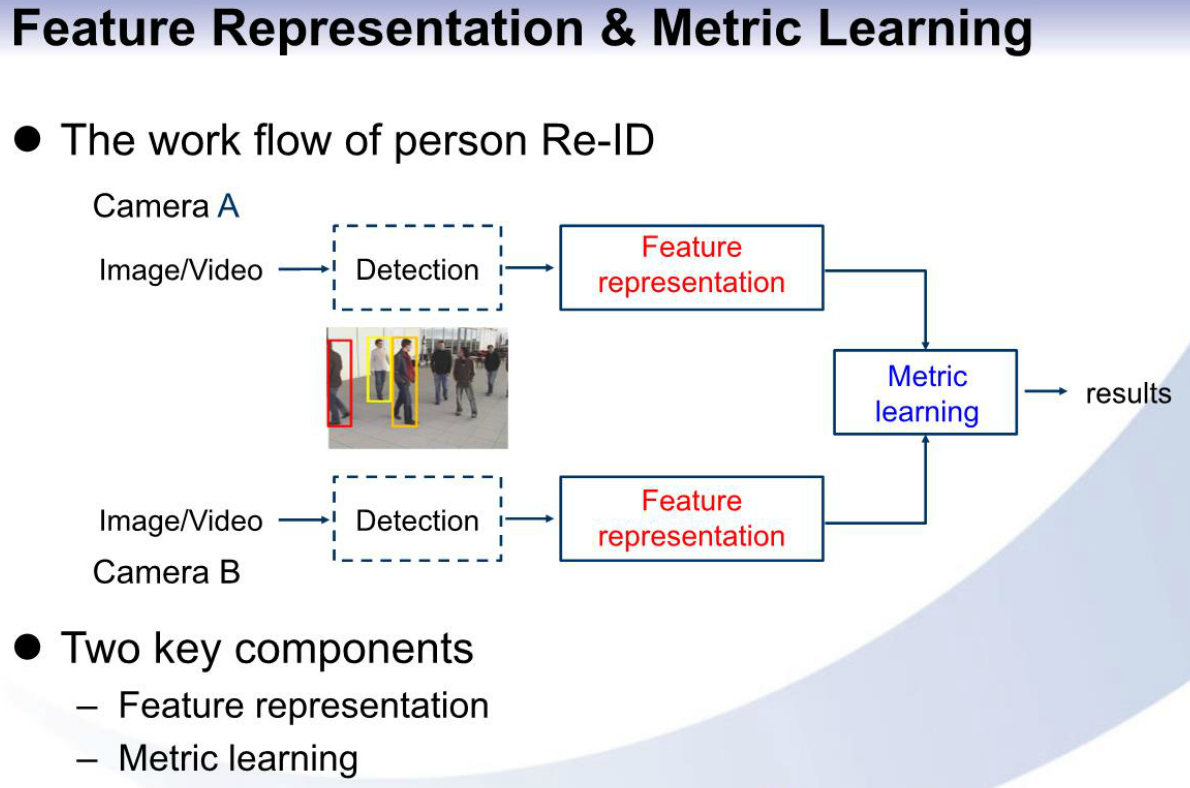 Feature Representation & Metric Learning
● The work flow of person Re-ID
Camera A
Image/Video
Detection
Feature
representation
Metric
learning
results
Image/Video
Detection
Feature
representation
Camera B
● Two key components
– Feature representation
– Metric learning